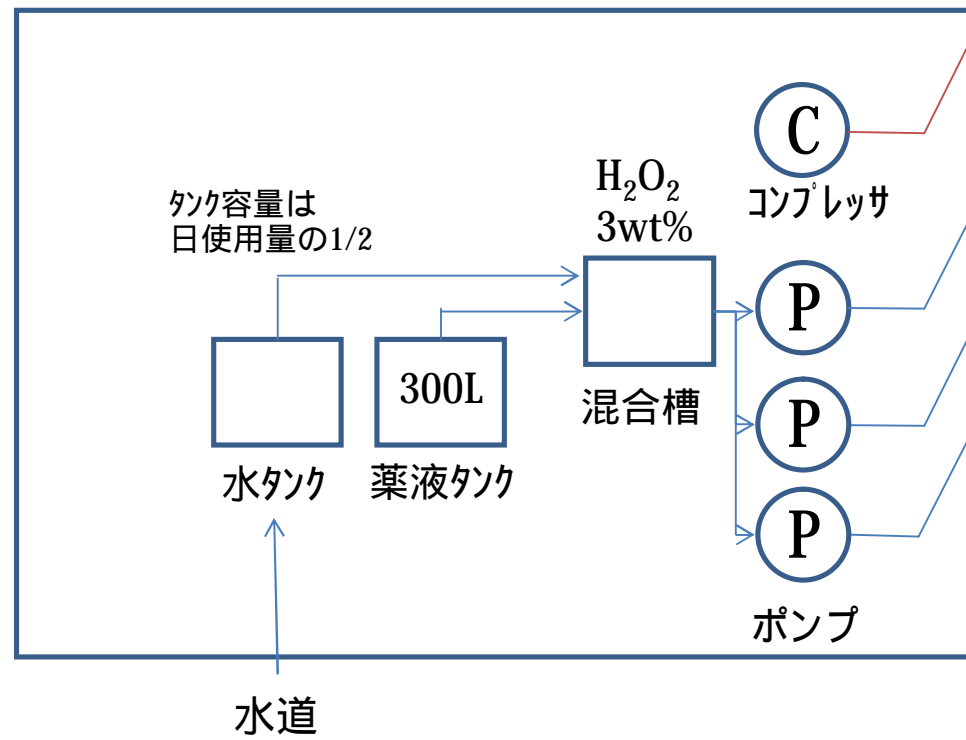 C
コンプレッサ
H₂O₂
3wt%
ﾀﾝｸ容量は
日使用量の1/2
P
300L
P
混合槽
水ﾀﾝｸ
薬液ﾀﾝｸ
P
ポンプ
水道